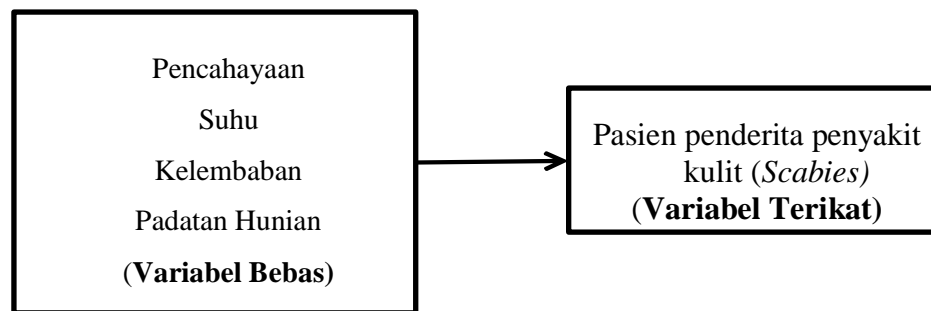 Pencahayaan
Suhu
Kelembaban
Padatan Hunian
(Variabel Bebas)
Pasien penderita penyakit
kulit (Scabies)
(Variabel Terikat)